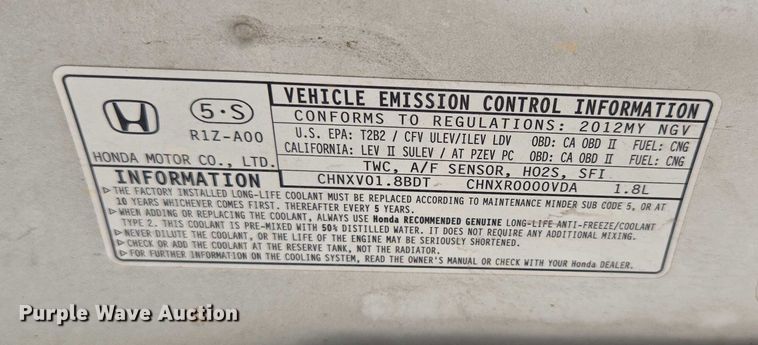 5·S
R1Z-A00
HONDA MOTOR CO., LTD.
VEHICLE EMISSION CONTROL INFORMATION
CONFORMS TO REGULATIONS: 2012MY NGV
U.S. EPA: T2B2 / CFV ULEV/ILEV LDV OBD: CA OBD II FUEL: CNG
CALIFORNIA: LEV II SULEV / AT PZEV PC OBD: CA OBD II FUEL: CNG
TWC, A/F SENSOR, HO2S, SFI
CHNXV01.8BDT CHNXR0000VDA 1.8L
INFORMATION
▷THE FACTORY INSTALLED LONG-LIFE COOLANT MUST BE REPLACED ACCORDING TO MAINTENANCE MINDER SUB CODE 5, OR AT
10 YEARS WHICHEVER COMES FIRST. THEREAFTER EVERY 5 YEARS.
▷WHEN ADDING OR REPLACING THE COOLANT, ALWAYS USE Honda RECOMMENDED GENUINE LONG-LIFE ANTI-FREEZE/COOLANT
TYPE 2. THIS COOLANT IS PRE-MIXED WITH 50% DISTILLED WATER. IT DOES NOT REQUIRE ANY ADDITIONAL MIXING.
▷NEVER DILUTE THE COOLANT, OR THE LIFE OF THE ENGINE MAY BE SERIOUSLY SHORTENED.
▷CHECK OR ADD THE COOLANT AT THE RESERVE TANK, NOT THE RADIATOR.
▷FOR FURTHER INFORMATION ON THE COOLING SYSTEM, READ THE OWNER'S MANUAL OR CHECK WITH YOUR Honda DEALER.
Purple Wave Auction